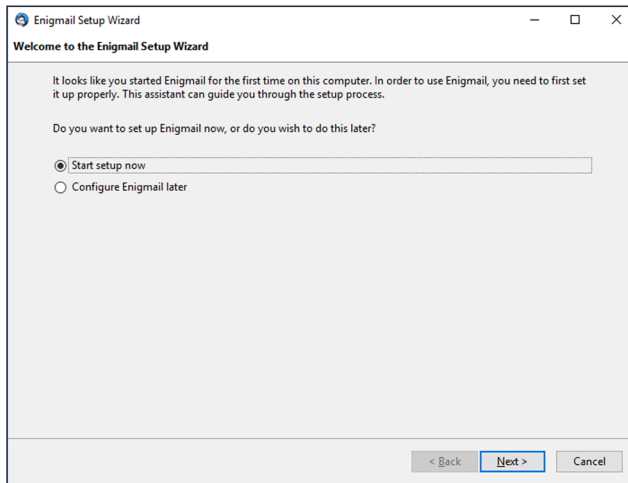 Enigmail Setup Wizard
Welcome to the Enigmail Setup Wizard
It looks like you started Enigmail for the first time on this computer. In order to use Enigmail, you need to first set
it up properly. This assistant can guide you through the setup process.
Do you want to set up Enigmail now, or do you wish to do this later?
Start setup now
Configure Enigmail later
< Back Next > Cancel